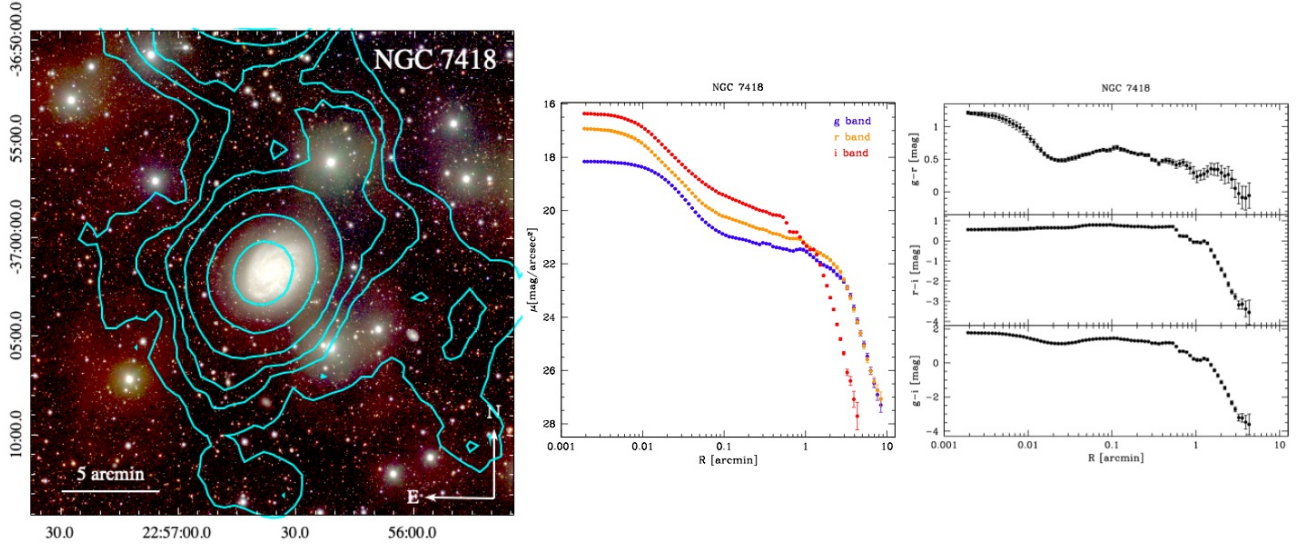 NGC 7418
-36:50:00.0
55:00.0
-37:00:00.0
05:00.0
10:00.0
5 arcmin
N
E
30.0
22:57:00.0
30.0
56:00.0
NGC 7418
g band
r band
i band
μ[mag/arcsec²]
16
18
20
22
24
26
28
0.001
0.01
0.1
1
10
R [arcmin]
NGC 7418
g-r [mag]
1
0.5
0
r-i [mag]
1
0
-1
-2
-3
-4
g-i [mag]
2
0
-2
-4
0.001
0.01
0.1
1
10
R [arcmin]